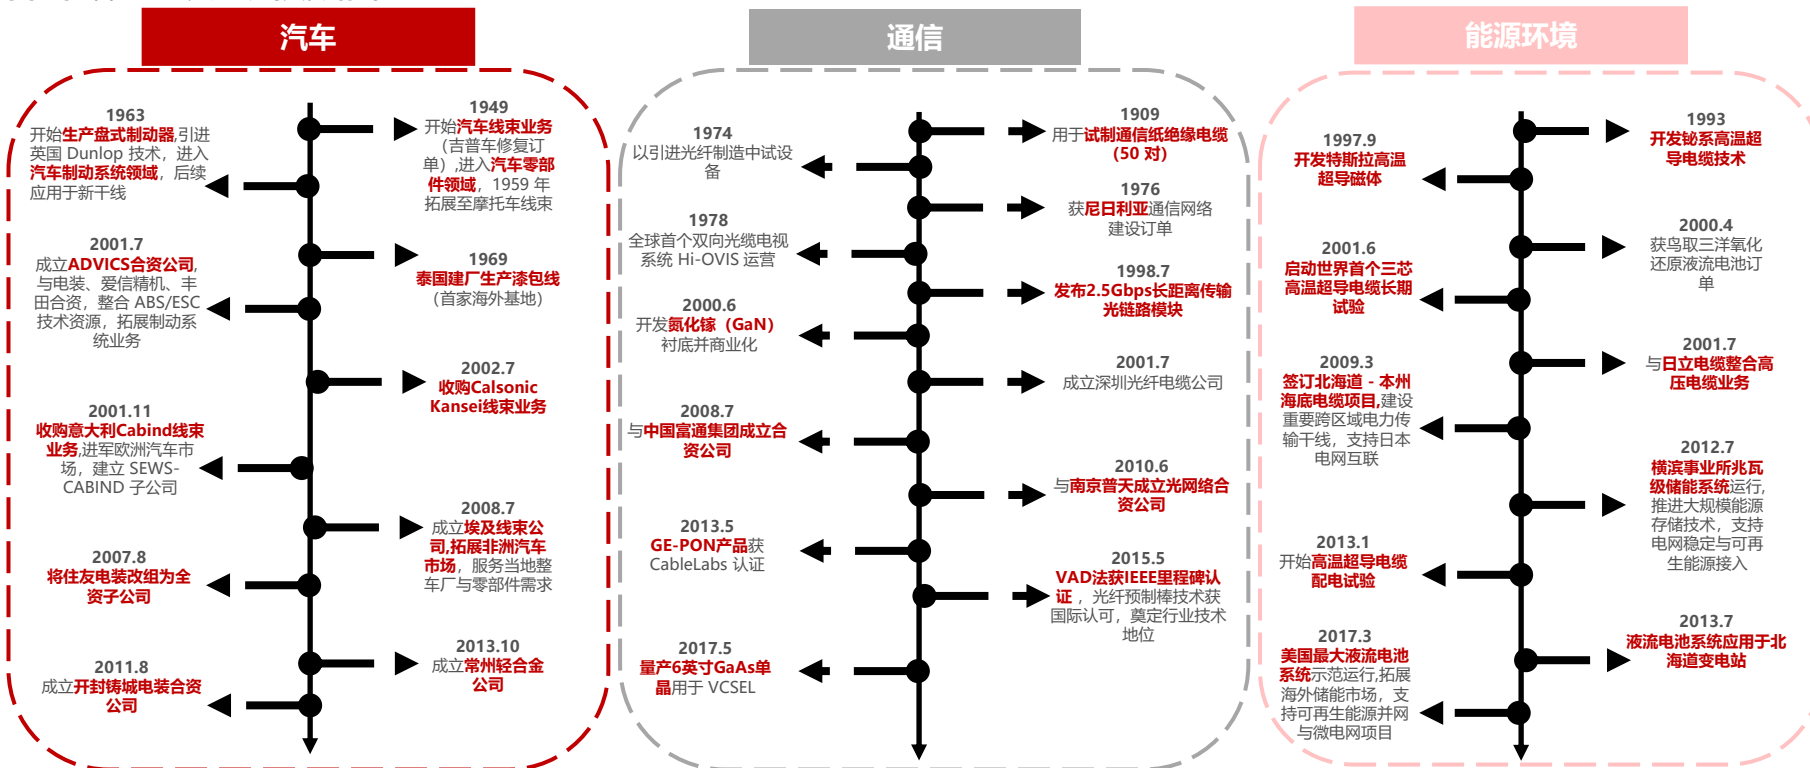 汽车
1963
开始生产盘式制动器,引进
英国 Dunlop 技术，进入
汽车制动系统领域，后续
应用于新干线
1949
开始汽车线束业务
（吉普车修复订
单）,进入汽车零部
件领域，1959 年
拓展至摩托车线束
2001.7
成立ADVICS合资公司,
与电装、爱信精机、丰
田合资，整合 ABS/ESC
技术资源，拓展制动系
统业务
1969
泰国建厂生产漆包线
（首家海外基地）
2002.7
收购Calsonic
Kansei线束业务
2001.11
收购意大利Cabind线束
业务,进军欧洲汽车市
场，建立 SEWS-
CABIND 子公司
2008.7
成立埃及线束公
司,拓展非洲汽车
市场，服务当地整
车厂与零部件需求
2007.8
将住友电装改组为全
资子公司
2013.10
成立常州轻合金
公司
2011.8
成立开封铸城电装合资
公司
通信
1909
用于试制通信纸绝缘电缆
（50 对）
1974
以引进光纤制造中试设
备
1976
获尼日利亚通信网络
建设订单
1978
全球首个双向光缆电视
系统 Hi-OVIS 运营
1998.7
发布2.5Gbps长距离传输
光链路模块
2000.6
开发氮化镓（GaN）
衬底并商业化
2001.7
成立深圳光纤电缆公司
2008.7
与中国富通集团成立合
资公司
2010.6
与南京普天成立光网络合
资公司
2013.5
GE-PON产品获
CableLabs 认证
2015.5
VAD法获IEEE里程碑认
证 ，光纤预制棒技术获
国际认可，奠定行业技术
地位
2017.5
量产6英寸GaAs单
晶用于 VCSEL
能源环境
1993
开发铋系高温超
导电缆技术
1997.9
开发特斯拉高温
超导磁体
2000.4
获鸟取三洋氧化
还原液流电池订
单
2001.6
启动世界首个三芯
高温超导电缆长期
试验
2001.7
与日立电缆整合高
压电缆业务
2009.3
签订北海道 - 本州
海底电缆项目,建设
重要跨区域电力传
输干线，支持日本
电网互联
2012.7
横滨事业所兆瓦
级储能系统运行,
推进大规模能源
存储技术，支持
电网稳定与可再
生能源接入
2013.1
开始高温超导电缆
配电试验
2013.7
液流电池系统应用于北
海道变电站
2017.3
美国最大液流电池
系统示范运行,拓展
海外储能市场，支
持可再生能源并网
与微电网项目